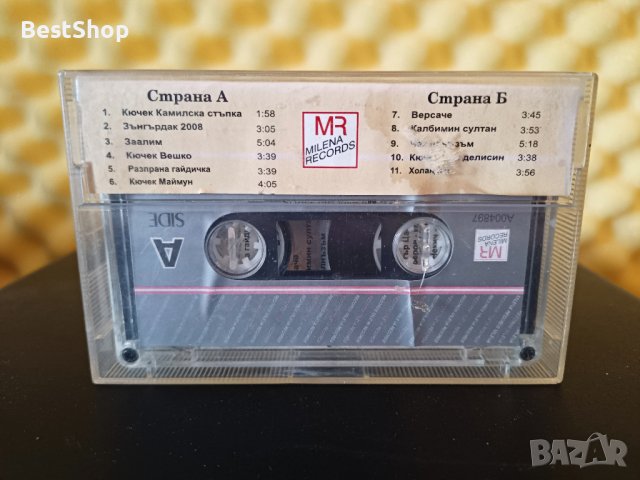 BestShop
Страна А
1. Кючек Камилска стъпка 1:58
2. Зънгърдак 2008 3:05
3. Заалим 5:04
4. Кючек Вешко 3:39
5. Разпрана гайдичка 3:39
6. Кючек Маймун 4:05
MR
MILENA
RECORDS
Страна Б
7. Версаче 3:45
8. Калбимин султан 3:53
9. 5:18
10. делисин 3:38
11. 3:56
A
SIDE
A004897
MR
MILENA
RECORDS
BAZAR